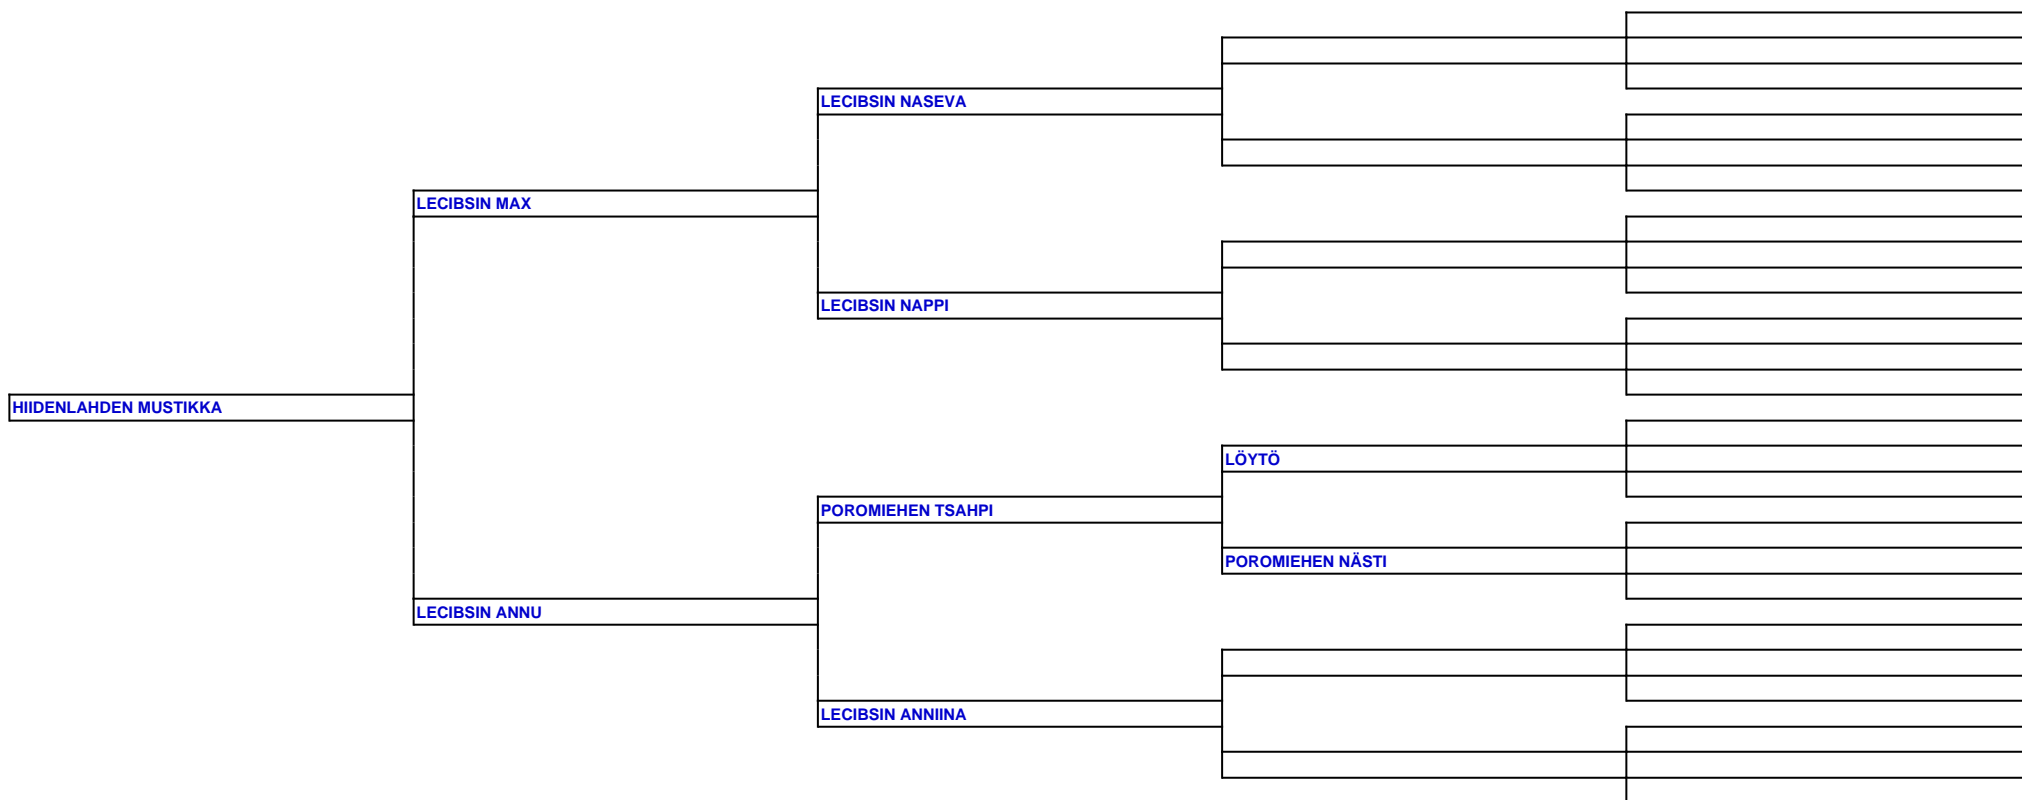 LECIBSIN NASEVA
LECIBSIN MAX
LECIBSIN NAPPI
HIIDENLAHDEN MUSTIKKA
LÖYTÖ
POROMIEHEN TSAHPI
POROMIEHEN NÄSTI
LECIBSIN ANNU
LECIBSIN ANNIINA